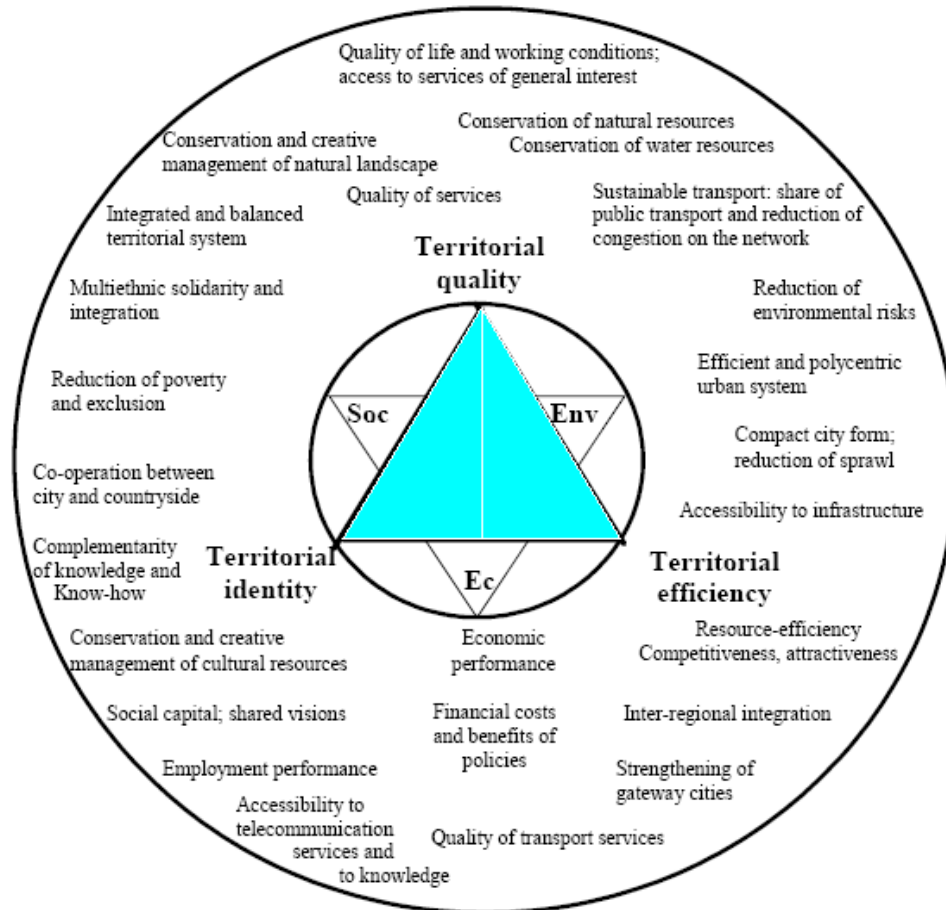 Quality of life and working conditions;
access to services of general interest
Conservation of natural resources
Conservation of water resources
Conservation and creative
management of natural landscape
Quality of services
Sustainable transport: share of
public transport and reduction of
congestion on the network
Integrated and balanced
territorial system
Territorial
quality
Multiethnic solidarity and
integration
Reduction of
environmental risks
Reduction of poverty
and exclusion
Efficient and polycentric
urban system
Soc
Env
Compact city form;
reduction of sprawl
Co-operation between
city and countryside
Accessibility to infrastructure
Complementarity
of knowledge and
Know-how
Territorial
identity
Ec
Territorial
efficiency
Conservation and creative
management of cultural resources
Economic
performance
Resource-efficiency
Competitiveness, attractiveness
Social capital; shared visions
Financial costs
and benefits of
policies
Inter-regional integration
Employment performance
Strengthening of
gateway cities
Accessibility to
telecommunication
services and
to knowledge
Quality of transport services